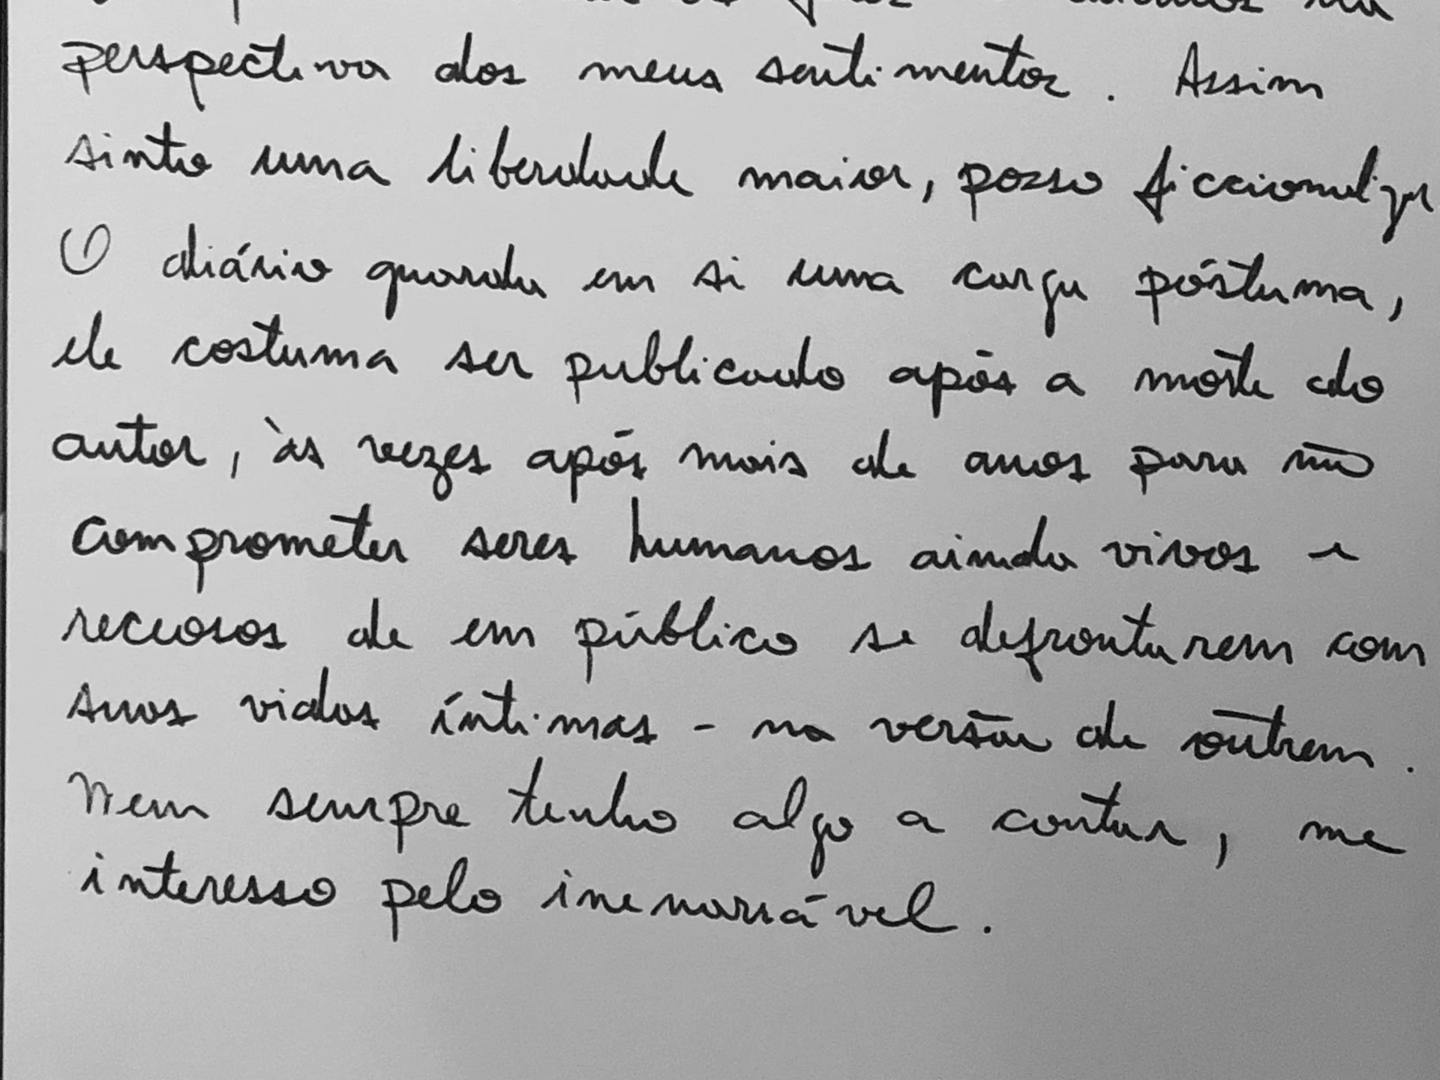 perspectiva dos meus sentimentos. Assim
sinto uma liberdade maior, posso ficcionalizar
O diário guarda em si uma carga póstuma,
ele costuma ser publicado após a morte do
autor, às vezes após mais de anos para não
comprometer seres humanos ainda vivos e
receosos de em público se defrontarem com
suas vidas íntimas - na versão de outrem.
Nem sempre tenho algo a contar, me
interesso pelo inenarrável.